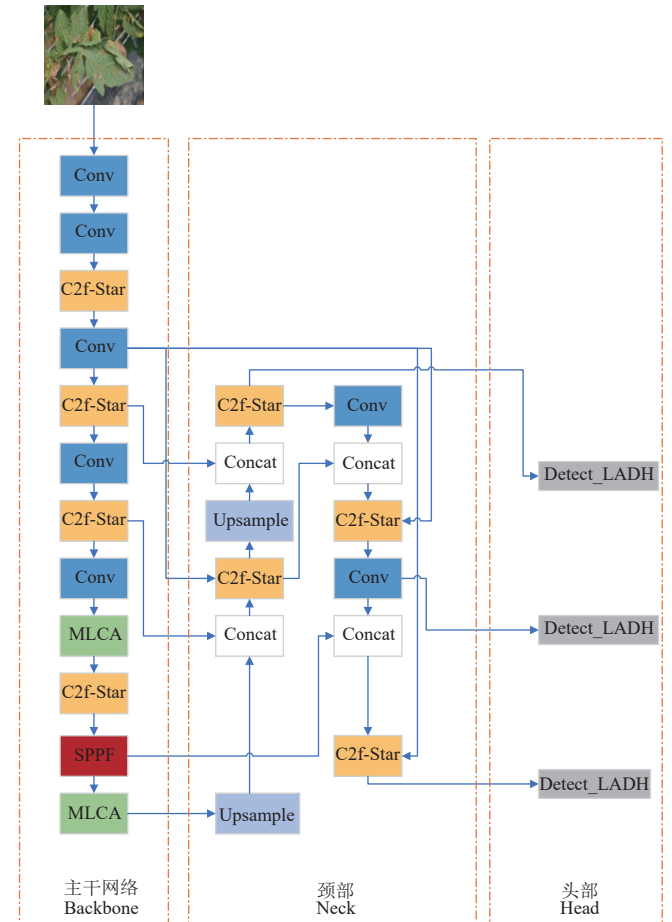 Conv
Conv
C2f-Star
Conv
C2f-Star
Conv
C2f-Star
Conv
MLCA
C2f-Star
SPPF
MLCA
主干网络
Backbone
C2f-Star
Concat
Upsample
C2f-Star
Concat
Upsample
Conv
Concat
C2f-Star
Conv
Concat
C2f-Star
颈部
Neck
Detect_LADH
Detect_LADH
Detect_LADH
头部
Head